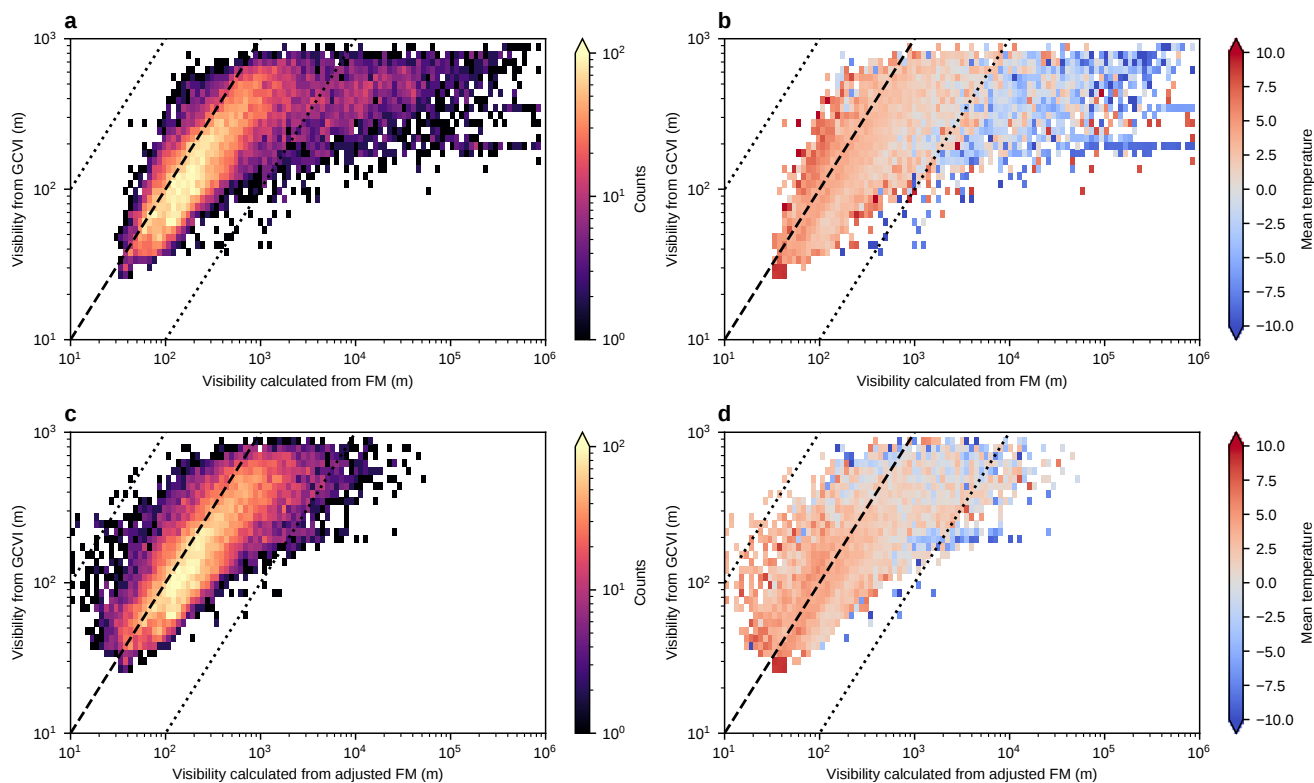 a
10³
10²
10¹
10¹ 10² 10³ 10⁴ 10⁵ 10⁶
Visibility from GCVI (m)
Visibility calculated from FM (m)
10²
10¹
10⁰
Counts
b
10³
10²
10¹
10¹ 10² 10³ 10⁴ 10⁵ 10⁶
Visibility from GCVI (m)
Visibility calculated from FM (m)
10.0
7.5
5.0
2.5
0.0
−2.5
−5.0
−7.5
−10.0
Mean temperature
c
10³
10²
10¹
10¹ 10² 10³ 10⁴ 10⁵ 10⁶
Visibility from GCVI (m)
Visibility calculated from adjusted FM (m)
10²
10¹
10⁰
Counts
d
10³
10²
10¹
10¹ 10² 10³ 10⁴ 10⁵ 10⁶
Visibility from GCVI (m)
Visibility calculated from adjusted FM (m)
10.0
7.5
5.0
2.5
0.0
−2.5
−5.0
−7.5
−10.0
Mean temperature